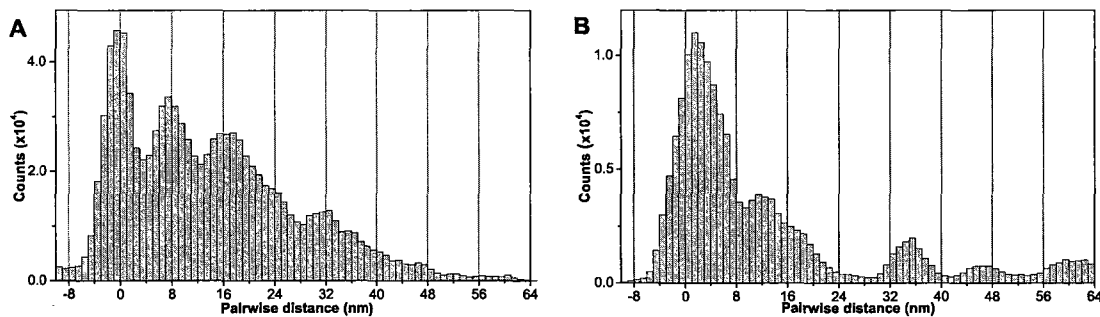 A
Counts (x10⁴)
4.0
2.0
0.0
-8 0 8 16 24 32 40 48 56 64
Pairwise distance (nm)
B
Counts (x10⁴)
1.0
0.5
0.0
-8 0 8 16 24 32 40 48 56 64
Pairwise distance (nm)